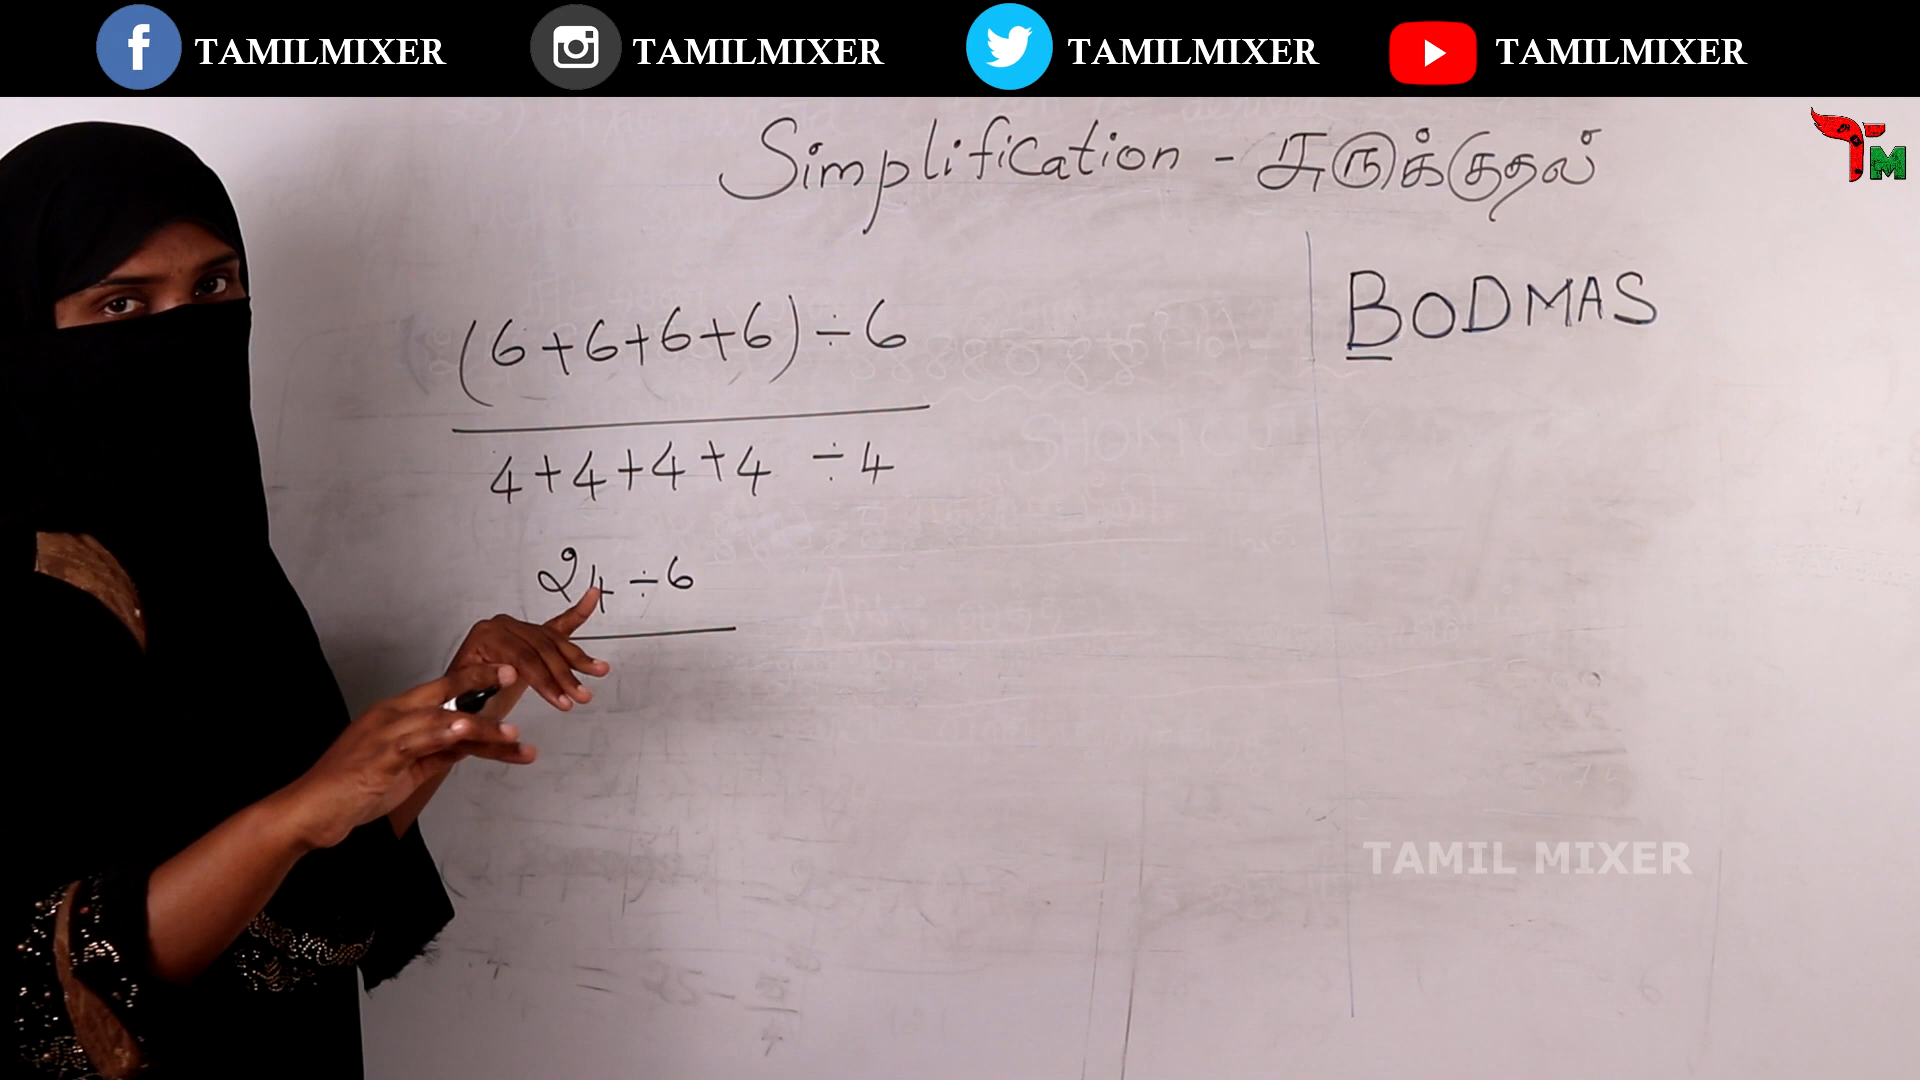 TAMILMIXER TAMILMIXER TAMILMIXER TAMILMIXER
TM
Simplification - சுருக்குதல்
BODMAS
(6+6+6+6)÷6
4+4+4+4 ÷4
24÷6
TAMIL MIXER